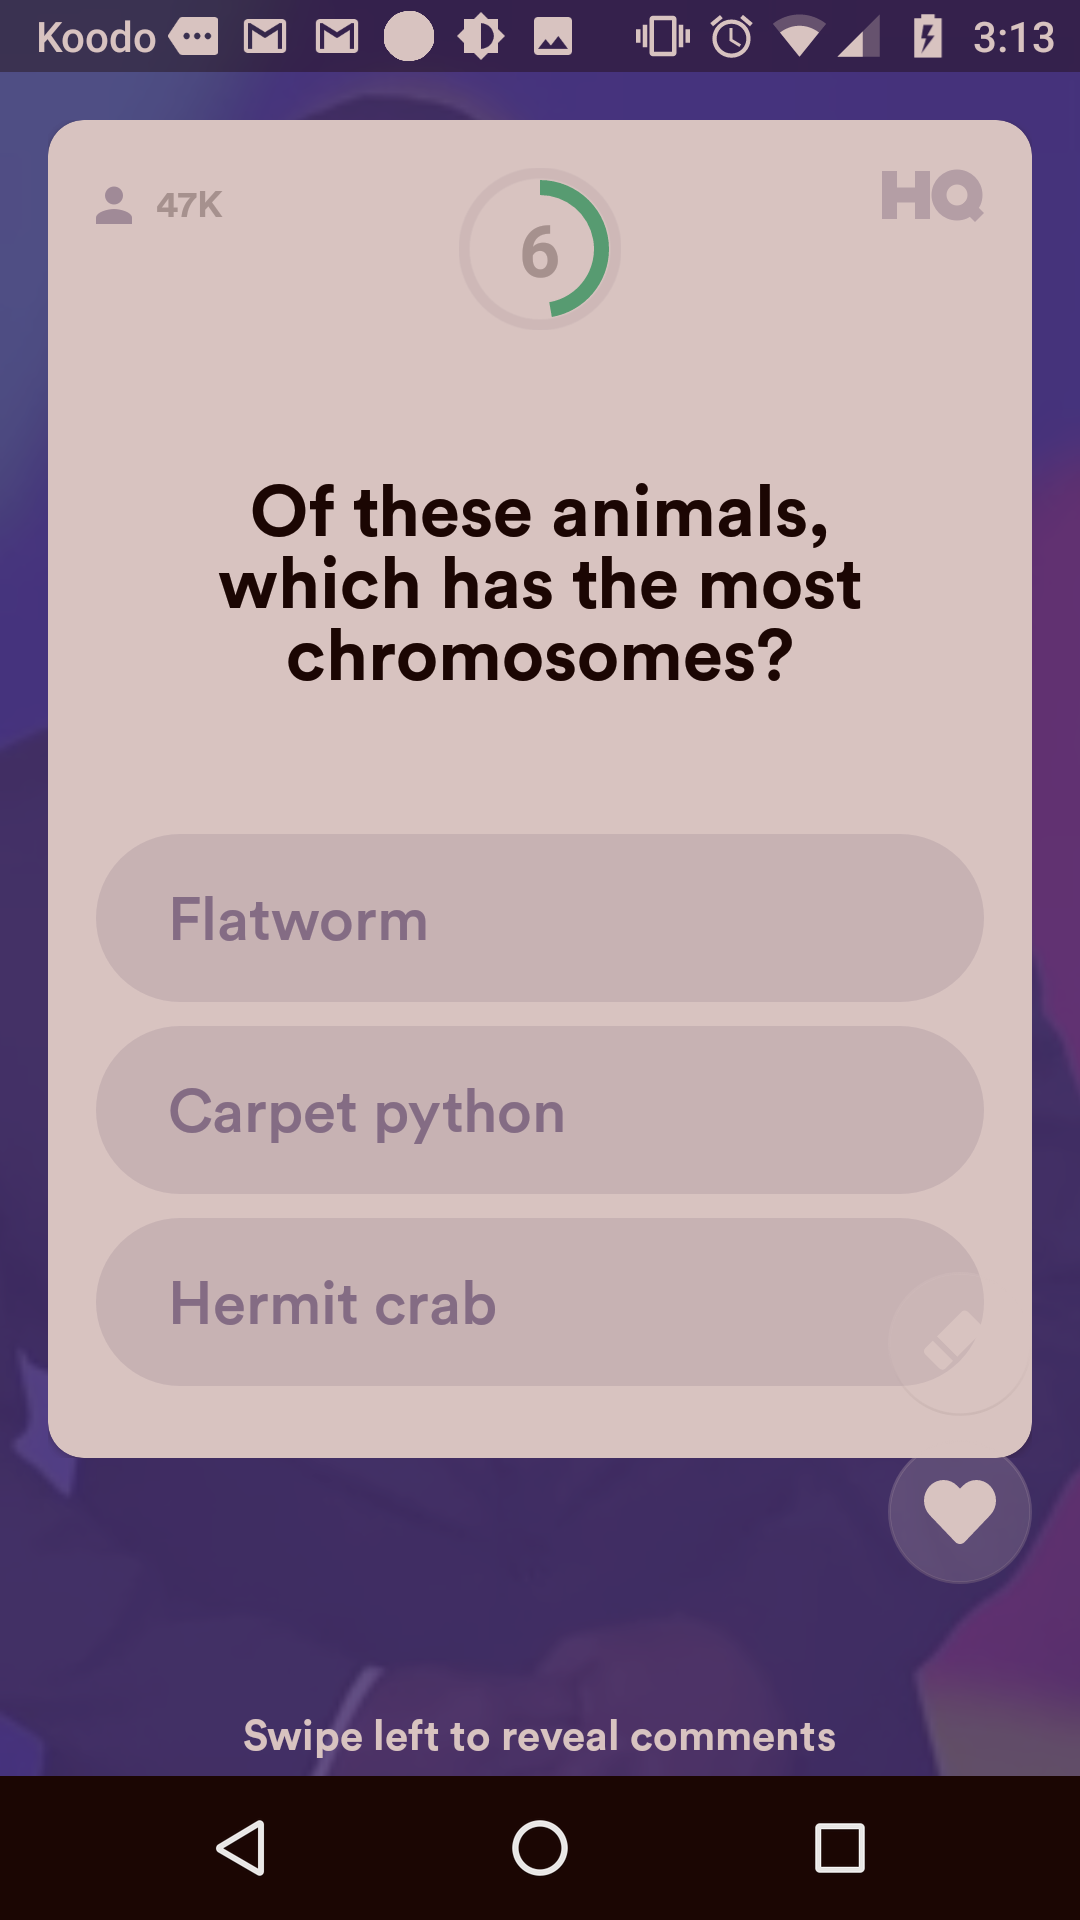 Koodo 3:13
47K
6
HQ
Of these animals,
which has the most
chromosomes?
Flatworm
Carpet python
Hermit crab
Swipe left to reveal comments